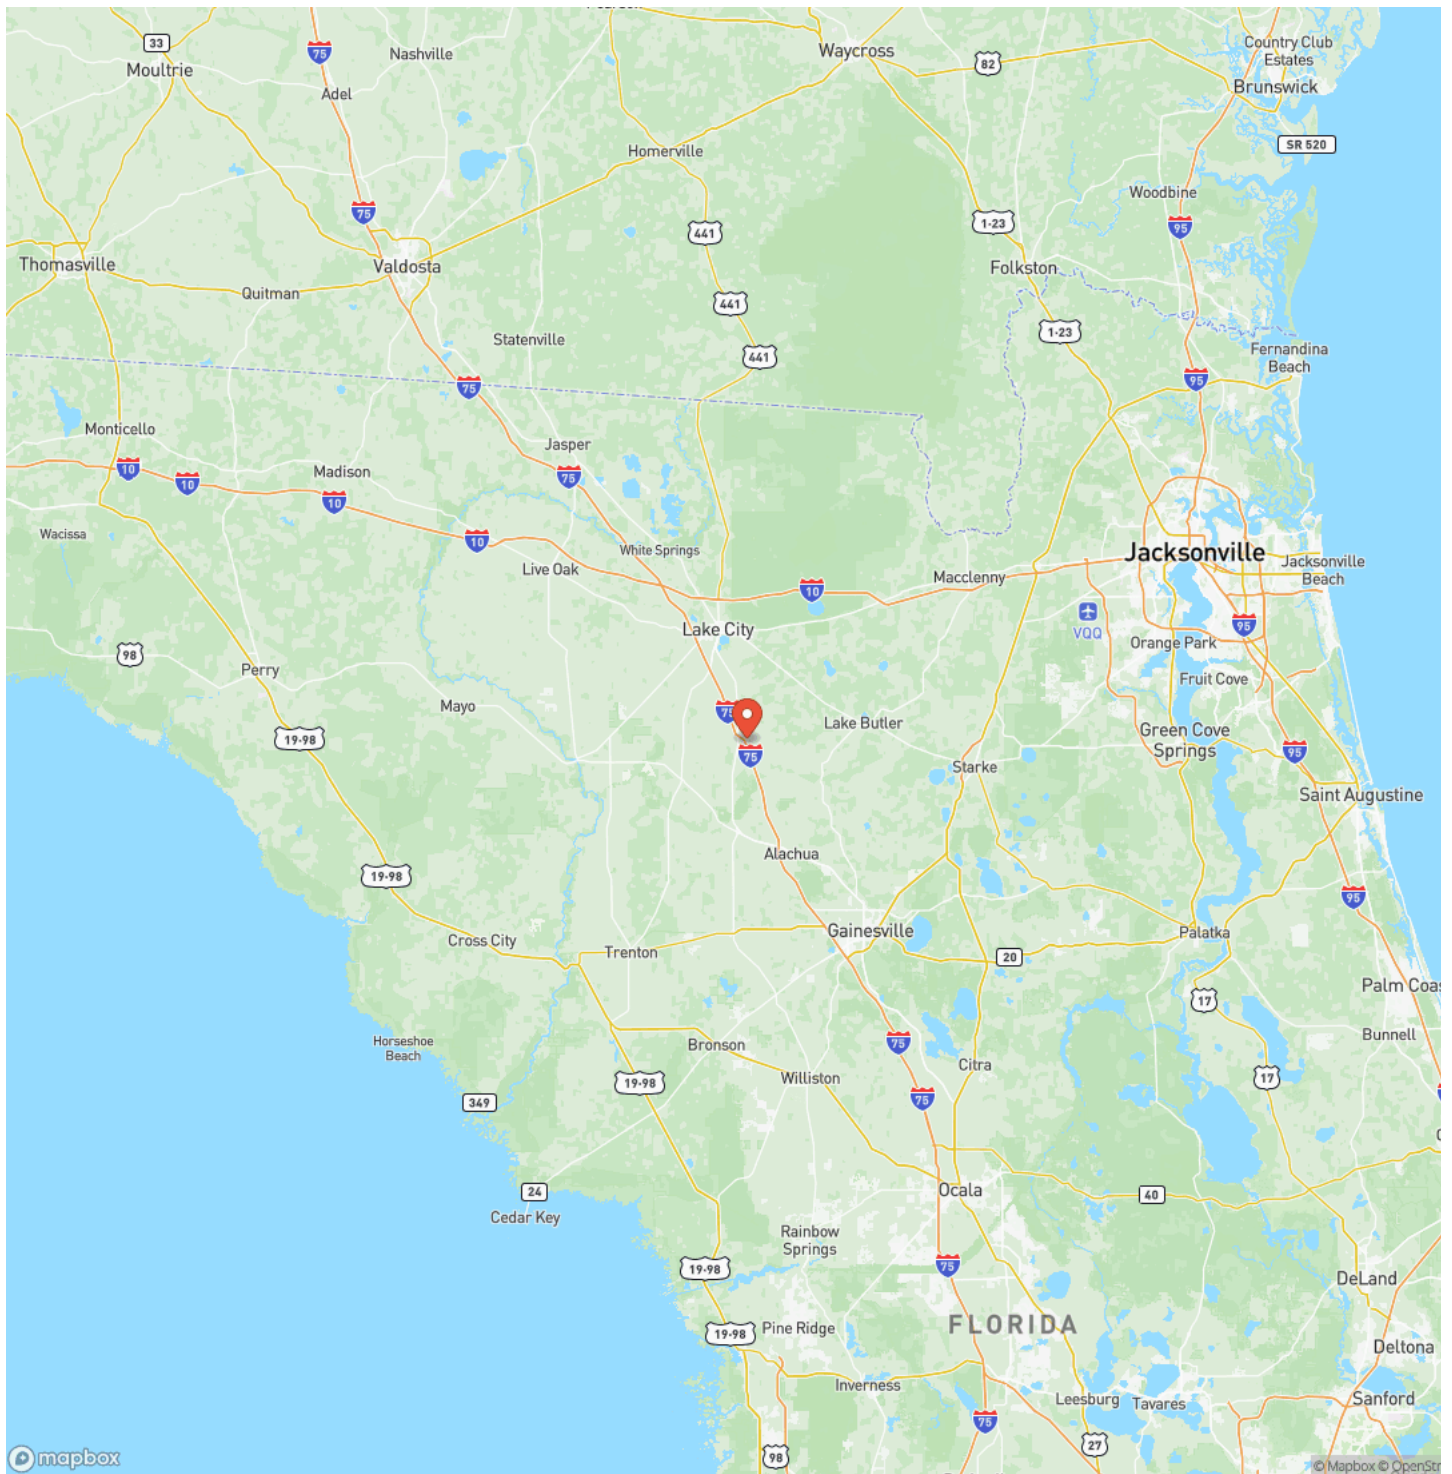 33
75
Nashville
Waycross
82
Country Club
Estates
Moultrie
Adel
Brunswick
SR 520
Homerville
Woodbine
75
441
1-23
95
Thomasville
Valdosta
Folkston
Quitman
441
1-23
Statenville
441
Fernandina
Beach
75
95
Monticello
Jasper
10
10
Madison
75
10
Wacissa
10
White Springs
Jacksonville
Jacksonville
Beach
Live Oak
Macclenny
10
VQQ
95
Lake City
Orange Park
98
Perry
Fruit Cove
Mayo
75
Lake Butler
19-98
Green Cove
Springs
95
75
Starke
Saint Augustine
Alachua
19-98
95
Cross City
Trenton
Gainesville
20
Palatka
17
Palm Coas
Horseshoe
Beach
Bronson
75
Citra
Bunnell
19-98
Williston
17
349
75
24
Ocala
40
Cedar Key
Rainbow
Springs
19-98
75
DeLand
19-98
Pine Ridge
FLORIDA
Deltona
Inverness
Leesburg
Tavares
Sanford
75
98
27
mapbox
© Mapbox © OpenStr